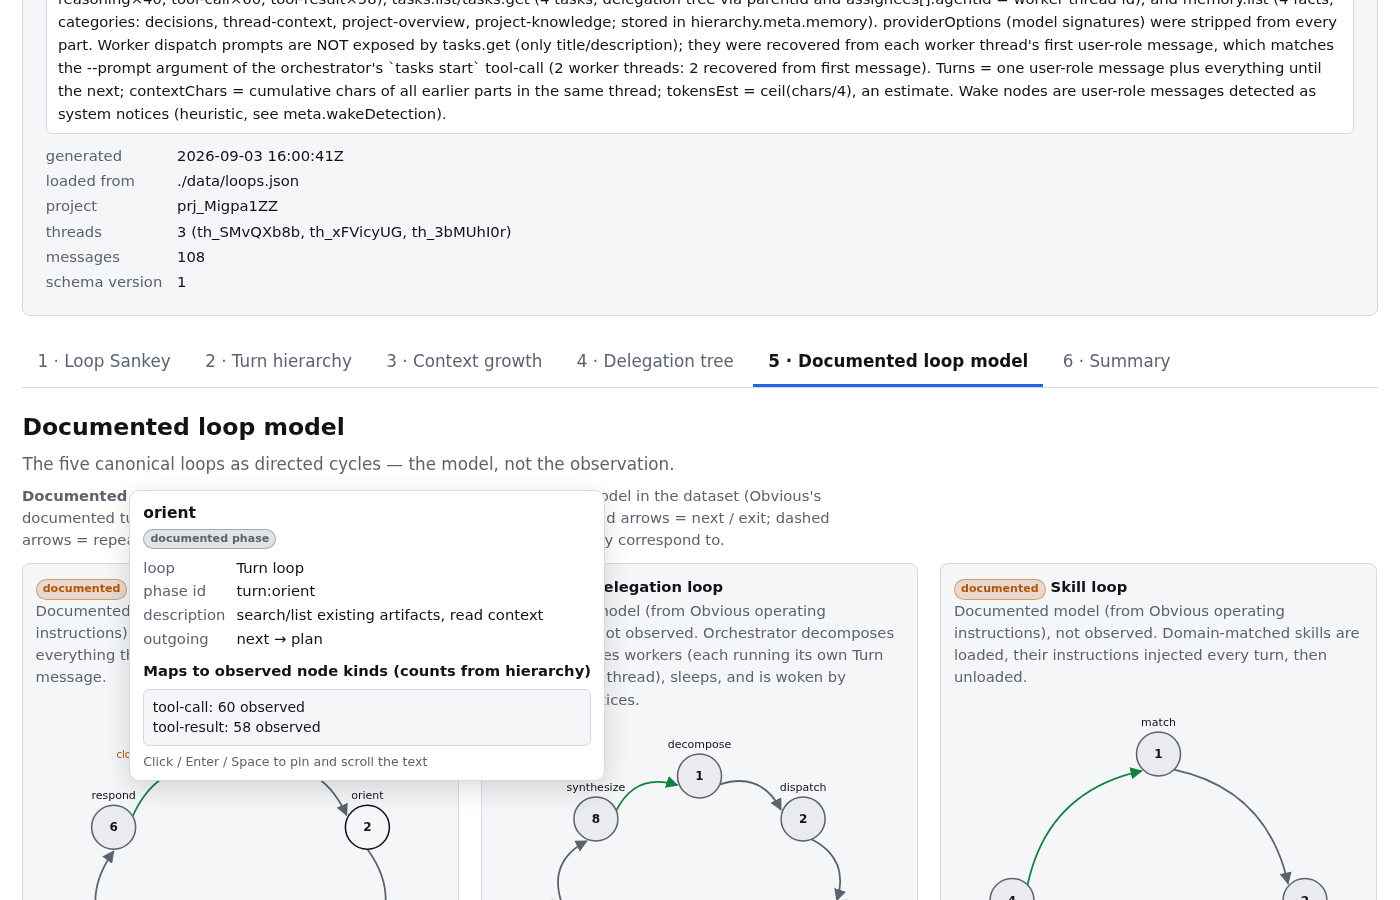 categories: decisions, thread-context, project-overview, project-knowledge; stored in hierarchy.meta.memory). providerOptions (model signatures) were stripped from every
part. Worker dispatch prompts are NOT exposed by tasks.get (only title/description); they were recovered from each worker thread's first user-role message, which matches
the --prompt argument of the orchestrator's `tasks start` tool-call (2 worker threads: 2 recovered from first message). Turns = one user-role message plus everything until
the next; contextChars = cumulative chars of all earlier parts in the same thread; tokensEst = ceil(chars/4), an estimate. Wake nodes are user-role messages detected as
system notices (heuristic, see meta.wakeDetection).
generated 2026-09-03 16:00:41Z
loaded from ./data/loops.json
project prj_Migpa1ZZ
threads 3 (th_SMvQXb8b, th_xFVicyUG, th_3bMUhI0r)
messages 108
schema version 1
1 · Loop Sankey 2 · Turn hierarchy 3 · Context growth 4 · Delegation tree 5 · Documented loop model 6 · Summary
Documented loop model
The five canonical loops as directed cycles — the model, not the observation.
Documented
in the dataset (Obvious's
documented
arrows = next / exit; dashed
arrows =
correspond to.
orient
documented phase
loop Turn loop
phase id turn:orient
description search/list existing artifacts, read context
outgoing next → plan
Maps to observed node kinds (counts from hierarchy)
tool-call: 60 observed
tool-result: 58 observed
Click / Enter / Space to pin and scroll the text
documented
Documented
instructions)
message.
respond
6
orient
2
loop
(from Obvious operating
observed. Orchestrator decomposes
workers (each running its own Turn
thread), sleeps, and is woken by
decompose
1
synthesize
8
dispatch
2
documented Skill loop
Documented model (from Obvious operating
instructions), not observed. Domain-matched skills are
loaded, their instructions injected every turn, then
unloaded.
match
1